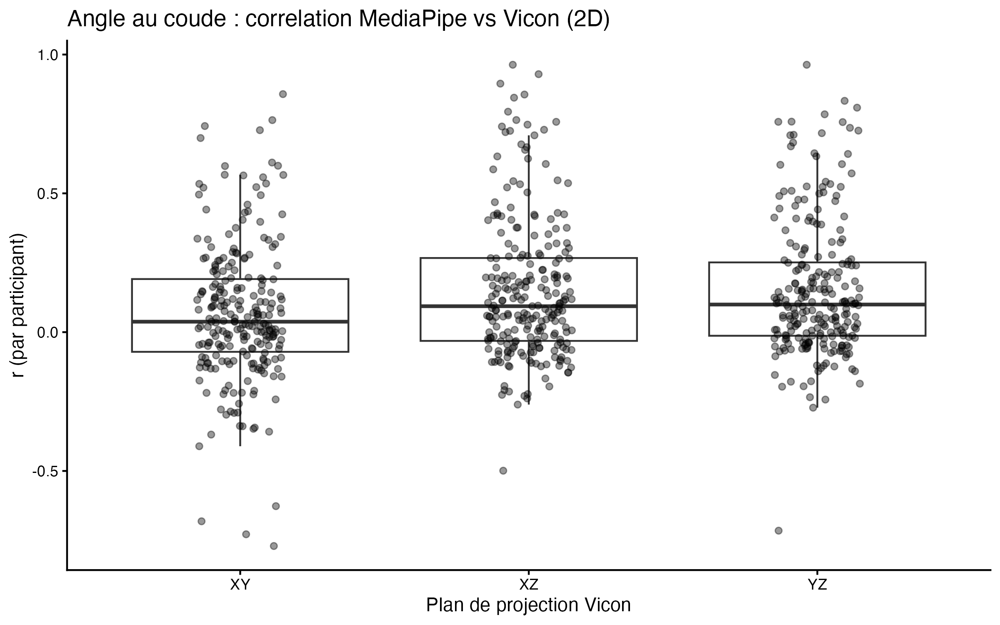 Angle au coude : correlation MediaPipe vs Vicon (2D)
r (par participant)
1.0
0.5
0.0
-0.5
XY
XZ
YZ
Plan de projection Vicon